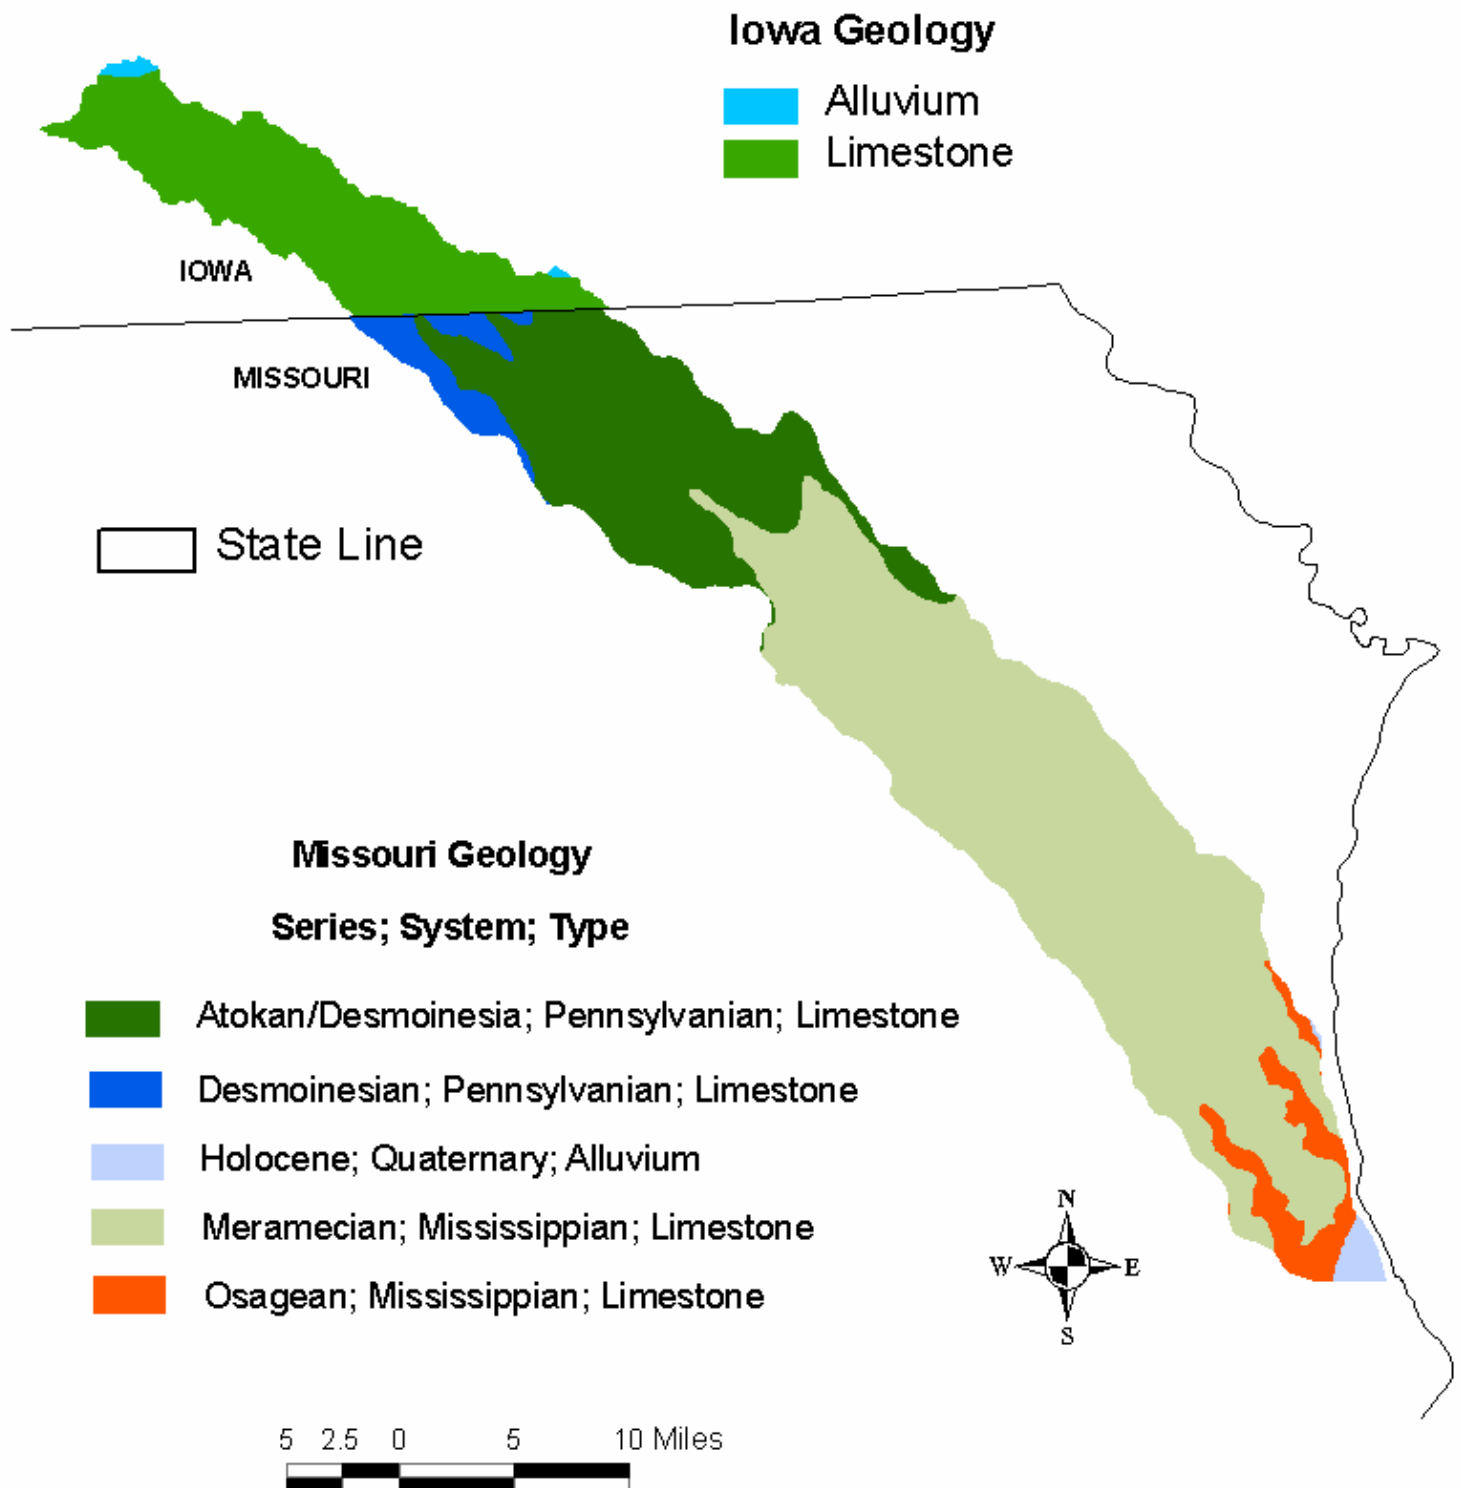 Iowa Geology
Alluvium
Limestone
IOWA
MISSOURI
State Line
Missouri Geology
Series; System; Type
Atokan/Desmoinesia; Pennsylvanian; Limestone
Desmoinesian; Pennsylvanian; Limestone
Holocene; Quaternary; Alluvium
Meramecian; Mississippian; Limestone
Osagean; Mississippian; Limestone
N
W E
S
5 2.5 0 5 10 Miles